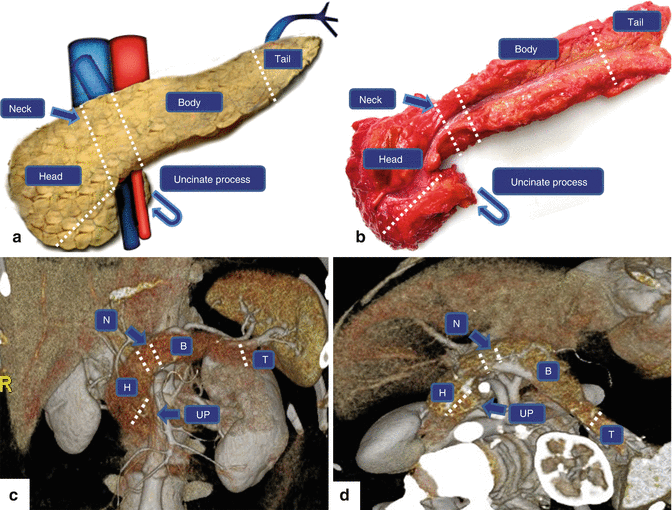 Tail
Body
Neck
Head
Uncinate process
a
Tail
Body
Neck
Head
Uncinate process
b
N
B
T
H
UP
R
c
N
B
H
UP
T
d